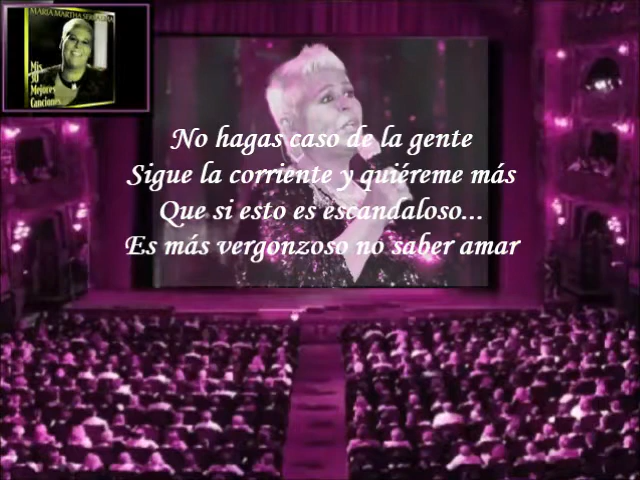 MARIA MARTHA SERRA LIMA
Mis
30
Mejores
Canciones
No hagas caso de la gente
Sigue la corriente y quiéreme más
Que si esto es escandaloso...
Es más vergonzoso no saber amar